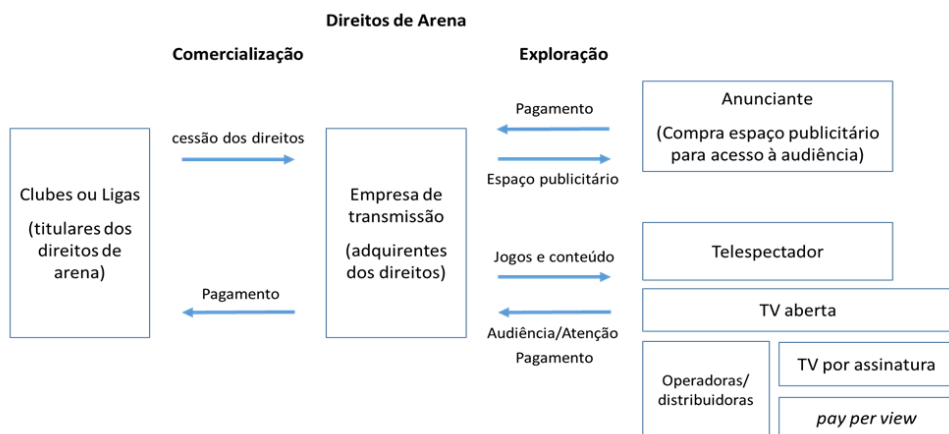 Direitos de Arena
Comercialização
Exploração
Clubes ou Ligas
(titulares dos
direitos de
arena)
cessão dos direitos
Pagamento
Empresa de
transmissão
(adquirentes
dos direitos)
Pagamento
Espaço publicitário
Anunciante
(Compra espaço publicitário
para acesso à audiência)
Jogos e conteúdo
Audiência/Atenção
Pagamento
Telespectador
TV aberta
Operadoras/
distribuidoras
TV por assinatura
pay per view